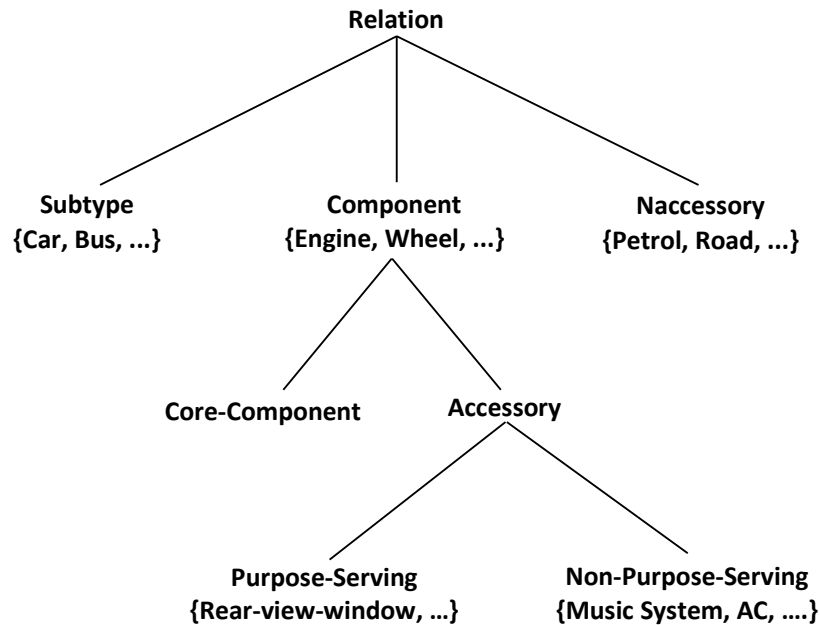 Relation
Subtype
{Car, Bus, ...}
Component
{Engine, Wheel, ...}
Naccessory
{Petrol, Road, ...}
Core-Component
Accessory
Purpose-Serving
{Rear-view-window, ...}
Non-Purpose-Serving
{Music System, AC, ....}